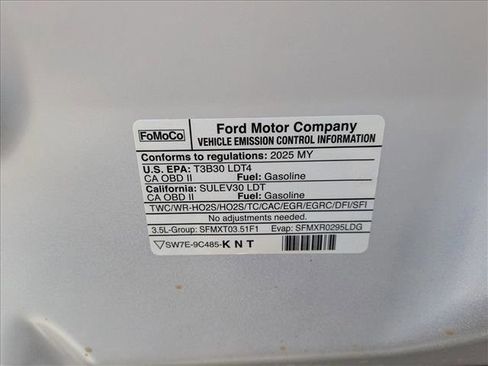 FoMoCo
Ford Motor Company
VEHICLE EMISSION CONTROL INFORMATION
Conforms to regulations: 2025 MY
U.S. EPA: T3B30 LDT4
CA OBD II Fuel: Gasoline
California: SULEV30 LDT
CA OBD II Fuel: Gasoline
TWC/WR-HO2S/HO2S/TC/CAC/EGR/EGRC/DFI/SFI
No adjustments needed.
3.5L-Group: SFMXT03.51F1 Evap: SFMXR0295LDG
SW7E-9C485-KNT